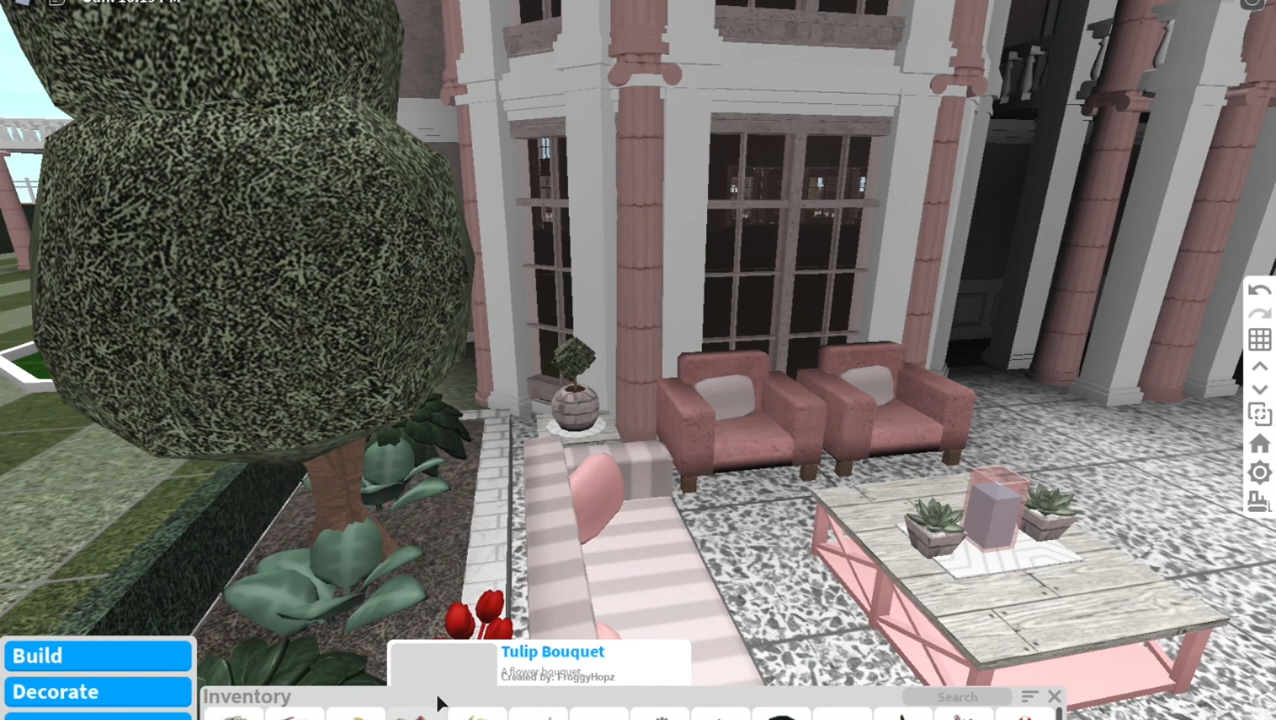 Build
Decorate
Tulip Bouquet
A flower bouquet
Created by: FroggyHopz
Inventory
Search